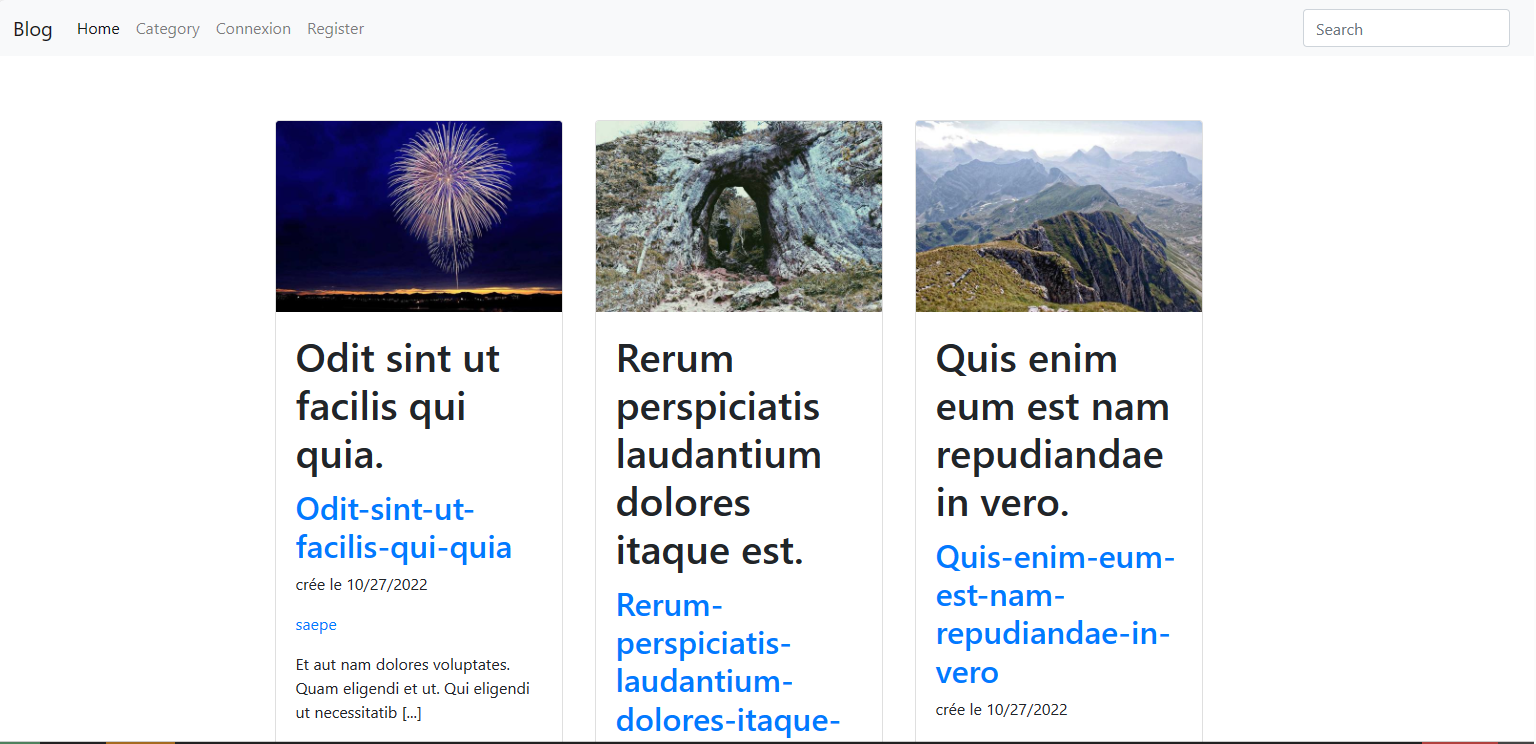 Blog Home Category Connexion Register Search
Odit sint ut
facilis qui
quia.
Odit-sint-ut-
facilis-qui-quia
crée le 10/27/2022
saepe
Et aut nam dolores voluptates.
Quam eligendi et ut. Qui eligendi
ut necessitatib [...]
Rerum
perspiciatis
laudantium
dolores
itaque est.
Rerum-
perspiciatis-
laudantium-
dolores-itaque-
Quis enim
eum est nam
repudiandae
in vero.
Quis-enim-eum-
est-nam-
repudiandae-in-
vero
crée le 10/27/2022